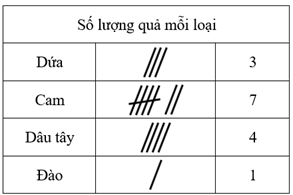 Số lượng quả mỗi loại
Dứa 3
Cam 7
Dâu tây 4
Đào 1